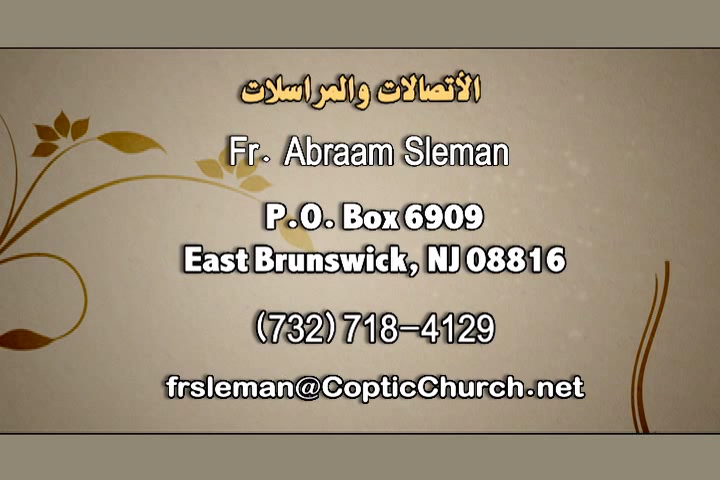 الأتصالات والمراسلات
Fr. Abraam Sleman
P.O. Box 6909
East Brunswick, NJ 08816
(732)718-4129
frsleman@CopticChurch.net